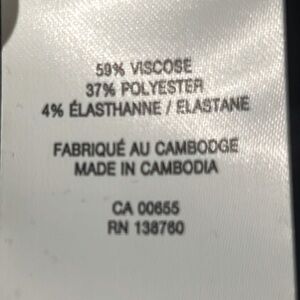 59% VISCOSE
37% POLYESTER
4% ÉLASTHANNE / ELASTANE
FABRIQUÉ AU CAMBODGE
MADE IN CAMBODIA
CA 00655
RN 138760